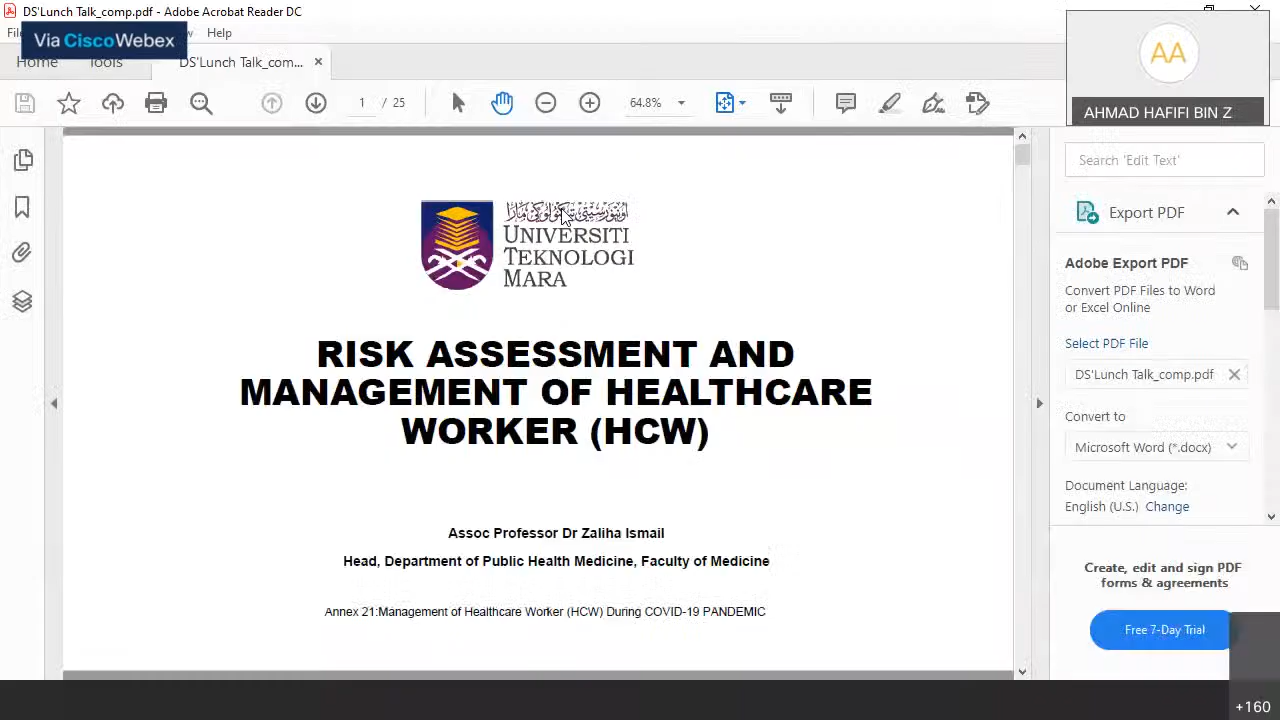 DS'Lunch Talk_comp.pdf - Adobe Acrobat Reader DC
Help
Via CiscoWebex
Home
Tools
DS'Lunch Talk_com...
1 / 25
64.8%
AA
AHMAD HAFIFI BIN Z
Search 'Edit Text'
Export PDF
Adobe Export PDF
Convert PDF Files to Word
or Excel Online
Select PDF File
DS'Lunch Talk_comp.pdf
Convert to
Microsoft Word (*.docx)
Document Language:
English (U.S.) Change
Create, edit and sign PDF
forms & agreements
Free 7-Day Trial
+160
UNIVERSITI
TEKNOLOGI
MARA
RISK ASSESSMENT AND
MANAGEMENT OF HEALTHCARE
WORKER (HCW)
Assoc Professor Dr Zaliha Ismail
Head, Department of Public Health Medicine, Faculty of Medicine
Annex 21:Management of Healthcare Worker (HCW) During COVID-19 PANDEMIC